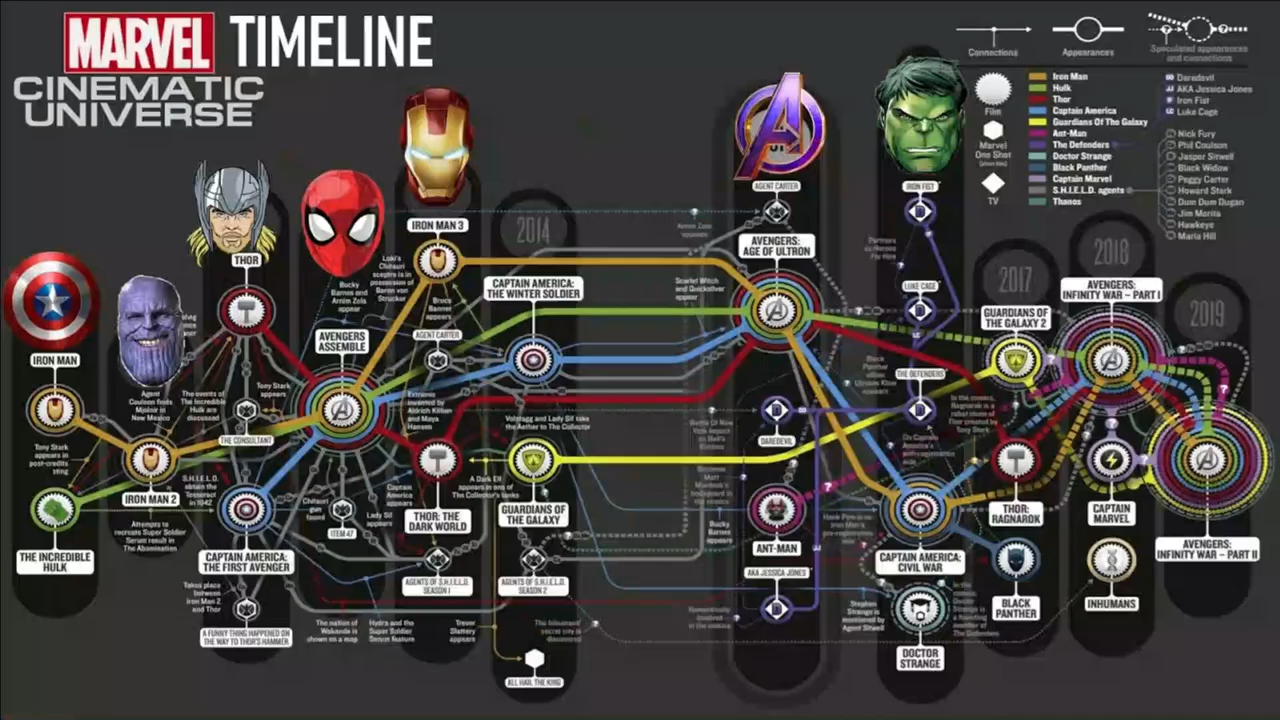 MARVEL TIMELINE
CINEMATIC
UNIVERSE
Connections
Appearances
Speculated appearances
and connections
Film
Marvel
One Shot
TV
Iron Man
Hulk
Thor
Captain America
Guardians Of The Galaxy
Ant-Man
The Defenders
Doctor Strange
Black Panther
Captain Marvel
S.H.I.E.L.D. agents
Thanos
Daredevil
AKA Jessica Jones
Iron Fist
Luke Cage
Nick Fury
Phil Coulson
Jasper Sitwell
Black Widow
Peggy Carter
Howard Stark
Dum Dum Dugan
Jim Morita
Hawkeye
Maria Hill
IRON MAN
Tony Stark
appears in
post-credits
sting
THE INCREDIBLE
HULK
Agent
Coulson finds
Mjolnir in
New Mexico
IRON MAN 2
Attempts to
recreate Super Soldier
Serum result in
The Abomination
THOR
The events of
The Incredible
Hulk are
discussed
Tony Stark
appears
THE CONSULTANT
S.H.I.E.L.D.
obtain the
Tesseract
in 1942
CAPTAIN AMERICA:
THE FIRST AVENGER
Takes place
between
Iron Man 2
and Thor
A FUNNY THING HAPPENED ON
THE WAY TO THOR'S HAMMER
Bucky
Barnes and
Arnim Zola
appear
AVENGERS
ASSEMBLE
Chitauri
gun
found
ITEM 47
The nation of
Wakanda is
shown on a map
IRON MAN 3
Loki's
Chitauri
sceptre is in
possession of
Baron von
Strucker
Bruce
Banner
appears
AGENT CARTER
Extremis
invented by
Aldrich Killian
and Maya
Hansen
Captain
America
appears
Lady Sif
appears
THOR: THE
DARK WORLD
AGENTS OF S.H.I.E.L.D.
SEASON 1
Hydra and the
Super Soldier
Serum feature
Trevor
Slattery
appears
2014
CAPTAIN AMERICA:
THE WINTER SOLDIER
Volstagg and Lady Sif take
the Aether to The Collector
A Dark Elf
appears in one of
The Collector's tanks
GUARDIANS OF
THE GALAXY
AGENTS OF S.H.I.E.L.D.
SEASON 2
ALL HAIL THE KING
Arnim Zola
appears
Scarlet Witch
and Quicksilver
appear
Bucky
Barnes
appears
AGENT CARTER
AVENGERS:
AGE OF ULTRON
DAREDEVIL
ANT-MAN
AKA JESSICA JONES
IRON FIST
LUKE CAGE
THE DEFENDERS
Stephen
Strange is
mentioned by
Agent Sitwell
CAPTAIN AMERICA:
CIVIL WAR
DOCTOR
STRANGE
In the comics,
Ragnarok is a
robot clone of
Thor created by
Tony Stark
2017
GUARDIANS OF
THE GALAXY 2
THOR:
RAGNAROK
BLACK
PANTHER
2018
AVENGERS:
INFINITY WAR – PART I
CAPTAIN
MARVEL
INHUMANS
2019
AVENGERS:
INFINITY WAR – PART II